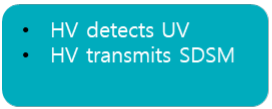 • HV detects UV
• HV transmits SDSM